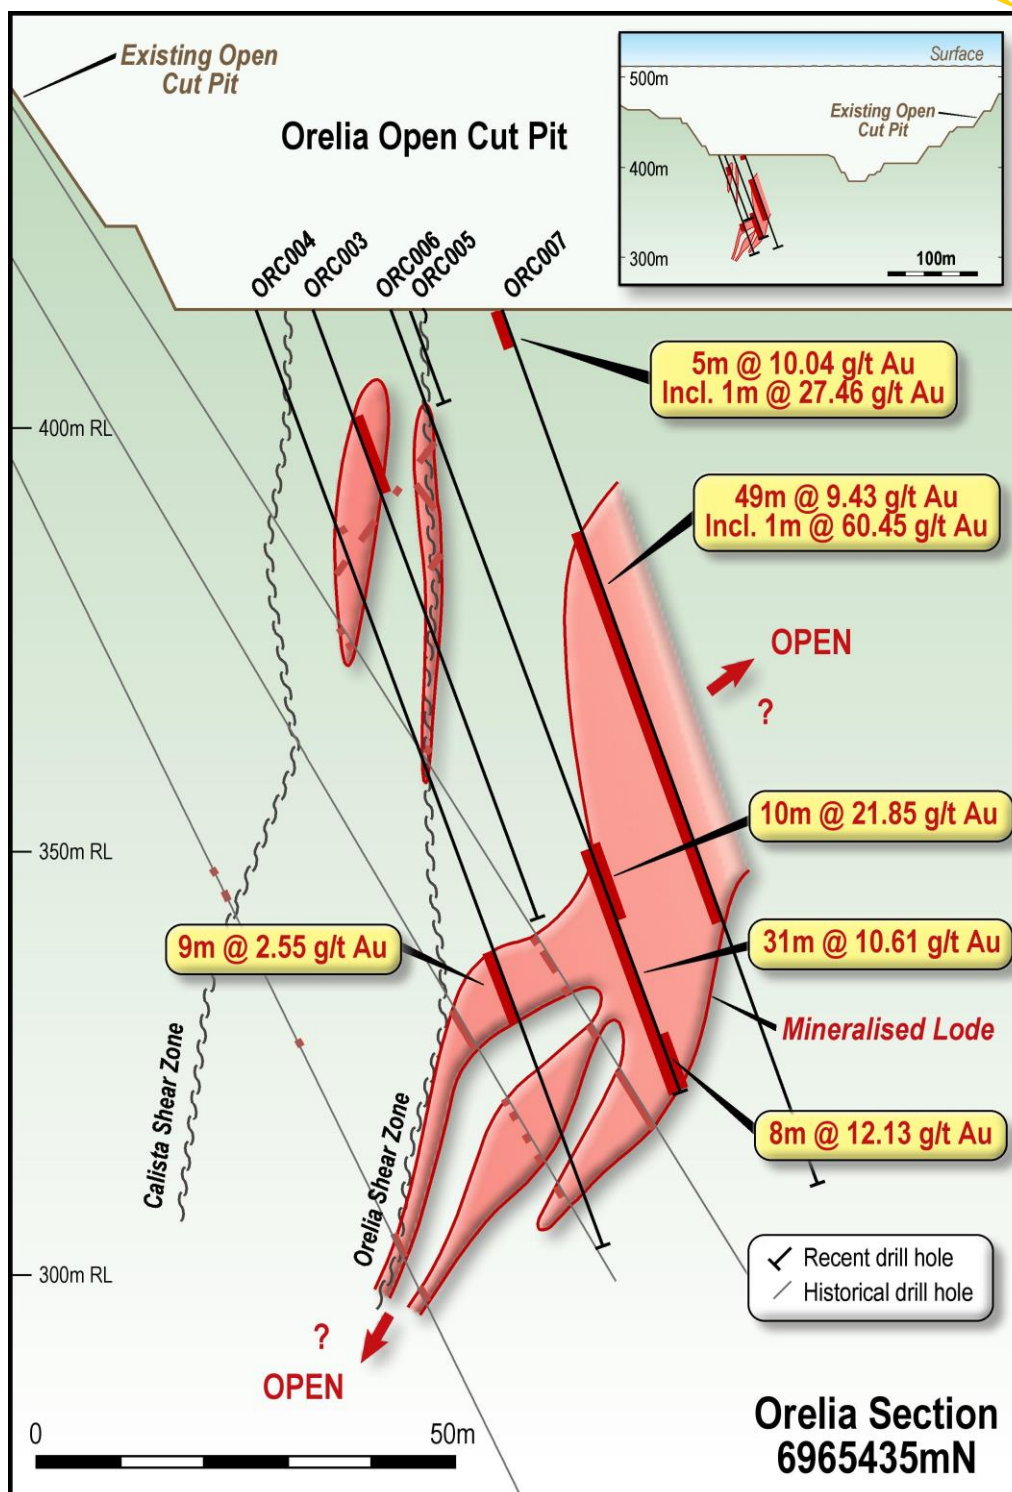 Existing Open
Cut Pit
Orelia Open Cut Pit
Surface
500m
Existing Open
Cut Pit
400m
300m
100m
ORC004
ORC003
ORC006
ORC005
ORC007
5m @ 10.04 g/t Au
Incl. 1m @ 27.46 g/t Au
400m RL
49m @ 9.43 g/t Au
Incl. 1m @ 60.45 g/t Au
OPEN
?
10m @ 21.85 g/t Au
350m RL
9m @ 2.55 g/t Au
31m @ 10.61 g/t Au
Mineralised Lode
8m @ 12.13 g/t Au
Calista Shear Zone
Orelia Shear Zone
Recent drill hole
Historical drill hole
300m RL
?
OPEN
0
50m
Orelia Section
6965435mN